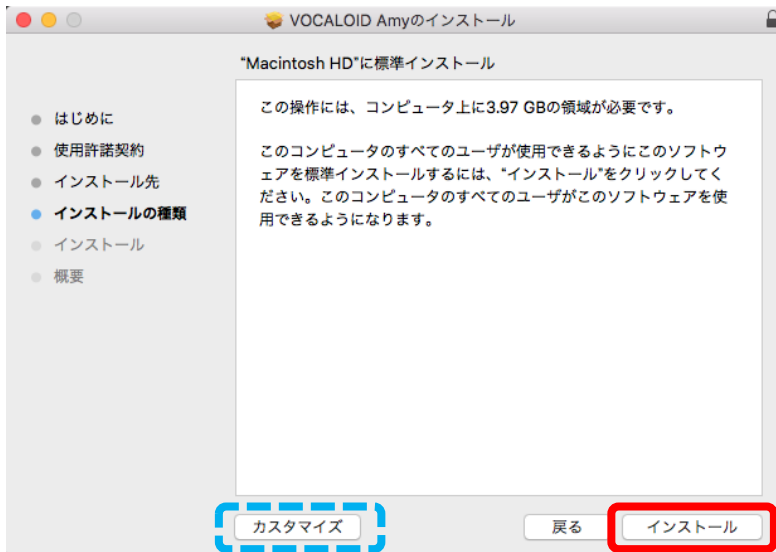 VOCALOID Amyのインストール
“Macintosh HD”に標準インストール
はじめに
使用許諾契約
インストール先
インストールの種類
インストール
概要
この操作には、コンピュータ上に3.97 GBの領域が必要です。
このコンピュータのすべてのユーザが使用できるようにこのソフトウ
ェアを標準インストールするには、“インストール”をクリックしてく
ださい。このコンピュータのすべてのユーザがこのソフトウェアを使
用できるようになります。
カスタマイズ
戻る
インストール